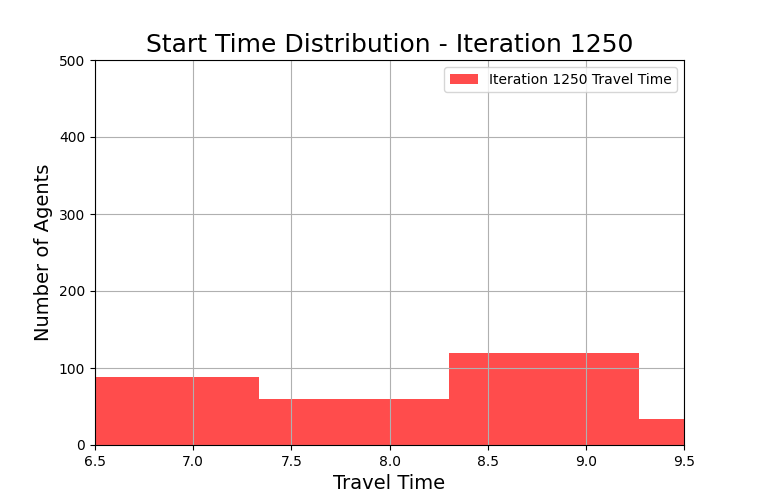 Start Time Distribution - Iteration 1250
Iteration 1250 Travel Time
Number of Agents
500
400
300
200
100
0
6.5 7.0 7.5 8.0 8.5 9.0 9.5
Travel Time